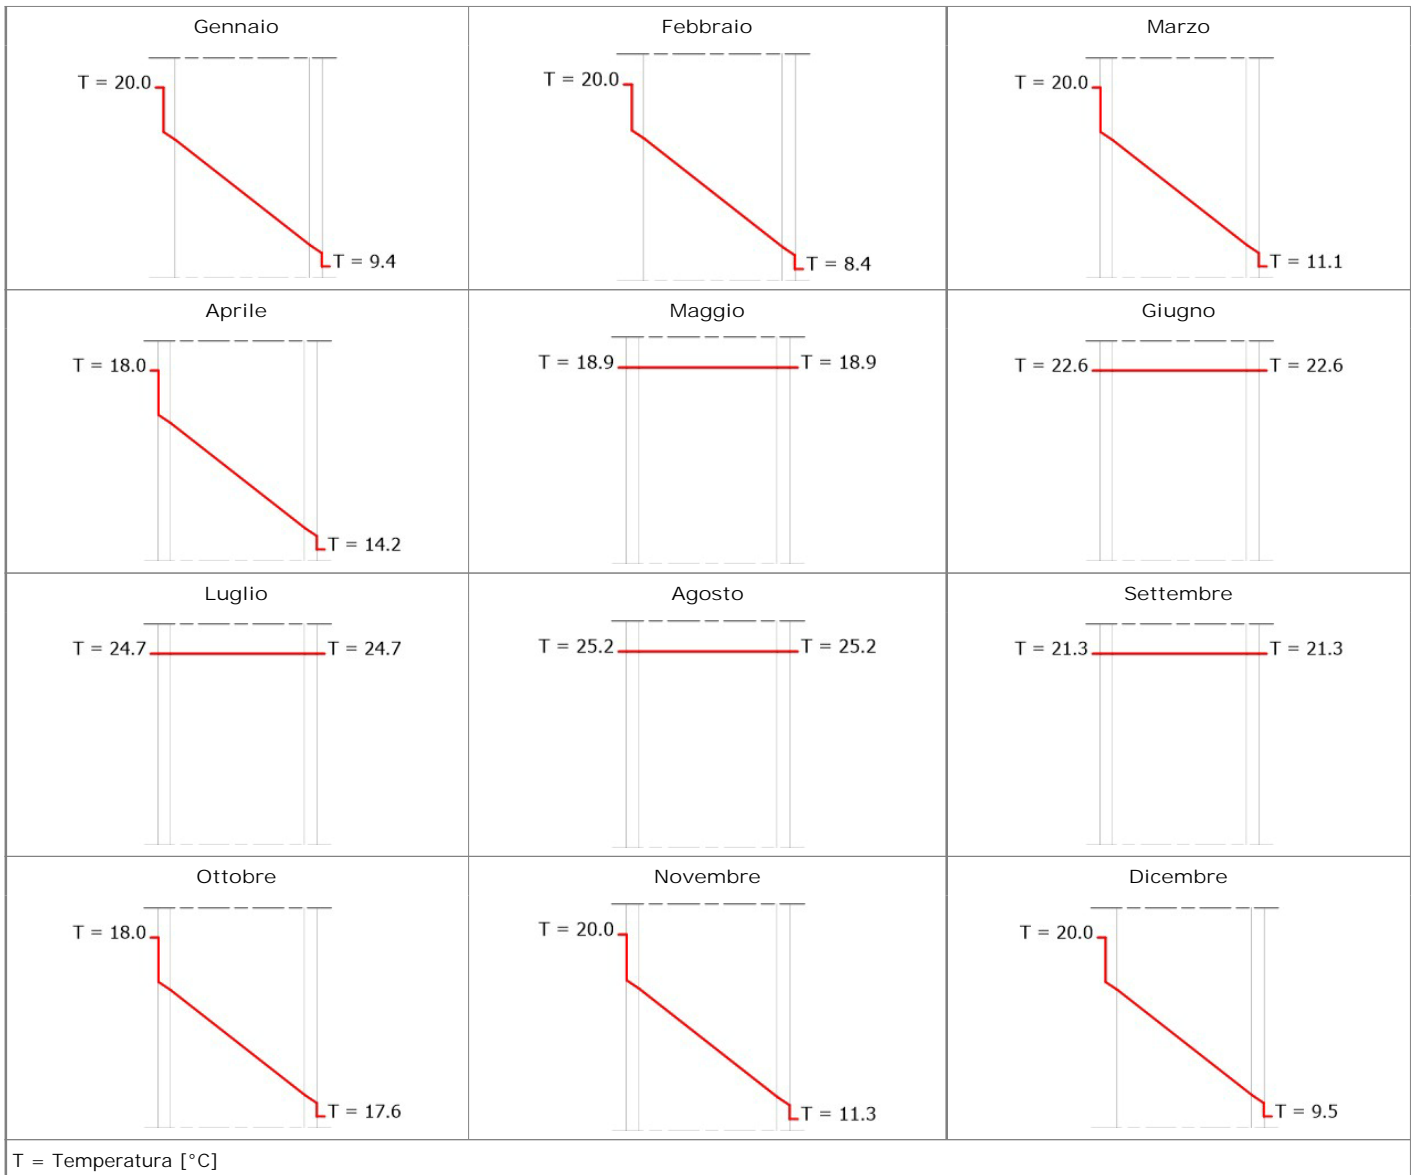 Gennaio
Febbraio
Marzo
T = 20.0
T = 9.4
T = 20.0
T = 8.4
T = 20.0
T = 11.1
Aprile
Maggio
Giugno
T = 18.0
T = 14.2
T = 18.9
T = 18.9
T = 22.6
T = 22.6
Luglio
Agosto
Settembre
T = 24.7
T = 24.7
T = 25.2
T = 25.2
T = 21.3
T = 21.3
Ottobre
Novembre
Dicembre
T = 18.0
T = 17.6
T = 20.0
T = 11.3
T = 20.0
T = 9.5
T = Temperatura [°C]